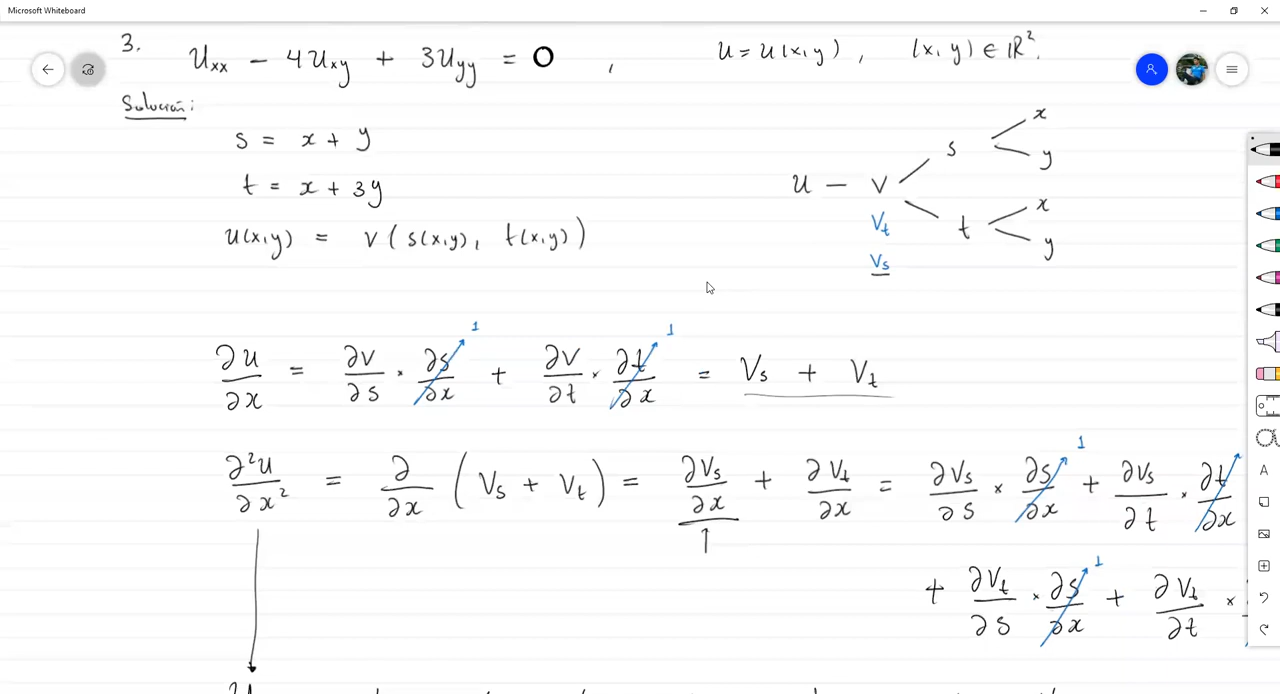 Microsoft Whiteboard
3. Uxx - 4Uxy + 3Uyy = 0 , U = U(x,y), (x,y) ∈ ℝ².
Solución:
s = x + y
t = x + 3y
U(x,y) = V(s(x,y), t(x,y))
U — V
s
x
y
t
x
y
Vt
Vs
∂U/∂x = ∂V/∂s · ∂s/∂x 1 + ∂V/∂t × ∂t/∂x 1 = Vs + Vt
∂²U/∂x² = ∂/∂x (Vs + Vt) = ∂Vs/∂x + ∂Vt/∂x = ∂Vs/∂s × ∂s/∂x 1 + ∂Vs/∂t · ∂t/∂x
+ ∂Vt/∂s × ∂s/∂x 1 + ∂Vt/∂t ×
A